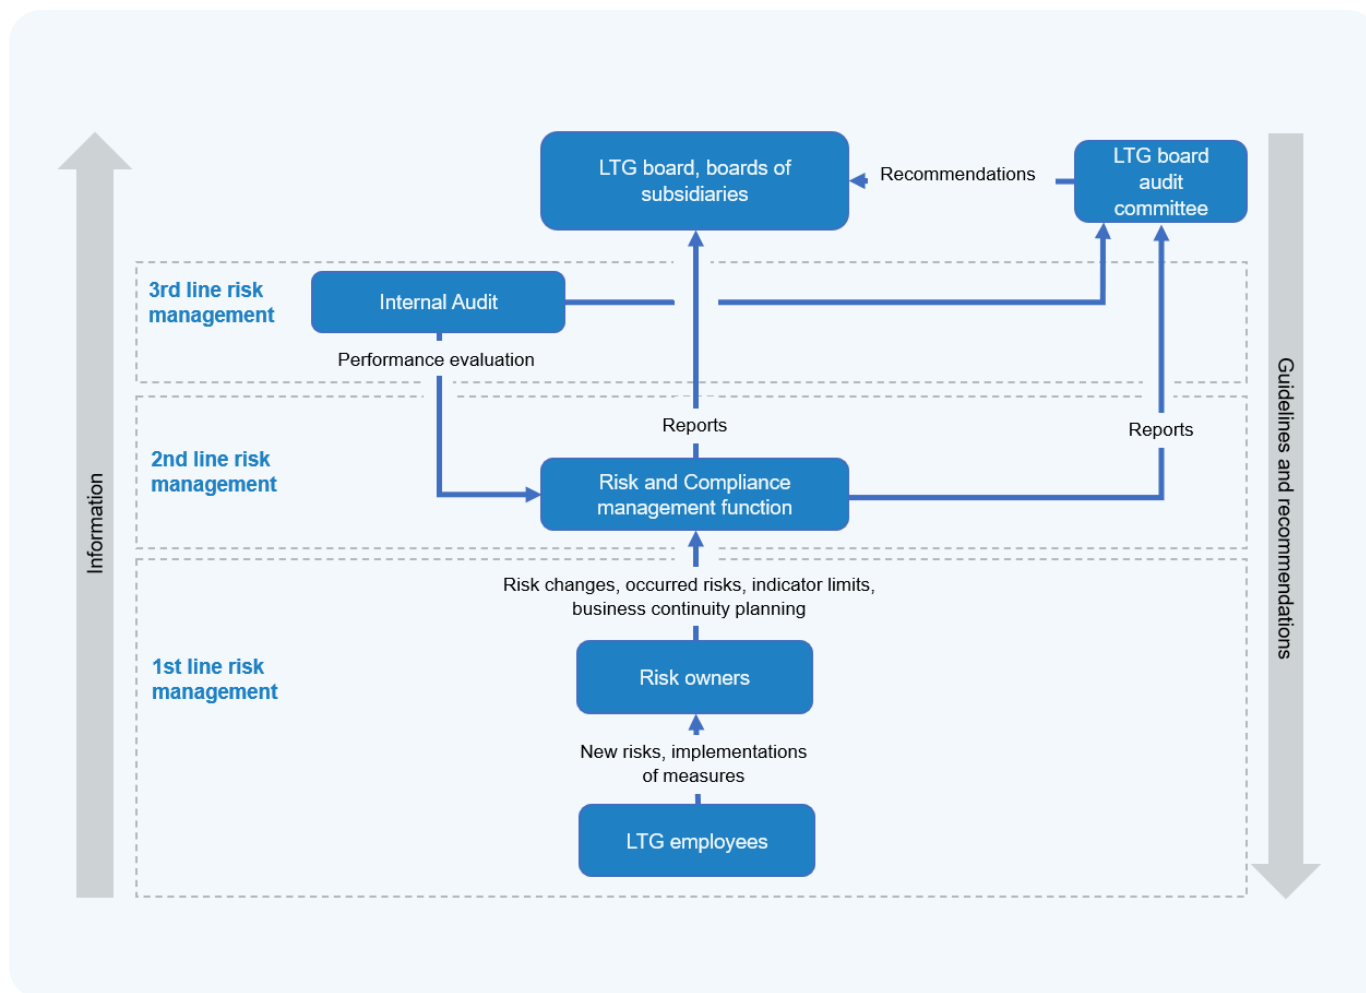 LTG board, boards of
subsidiaries
Recommendations
LTG board
audit
committee
3rd line risk
management
Internal Audit
Performance evaluation
2nd line risk
management
Reports
Reports
Risk and Compliance
management function
Risk changes, occurred risks, indicator limits,
business continuity planning
1st line risk
management
Risk owners
New risks, implementations
of measures
LTG employees
Information
Guidelines and recommendations